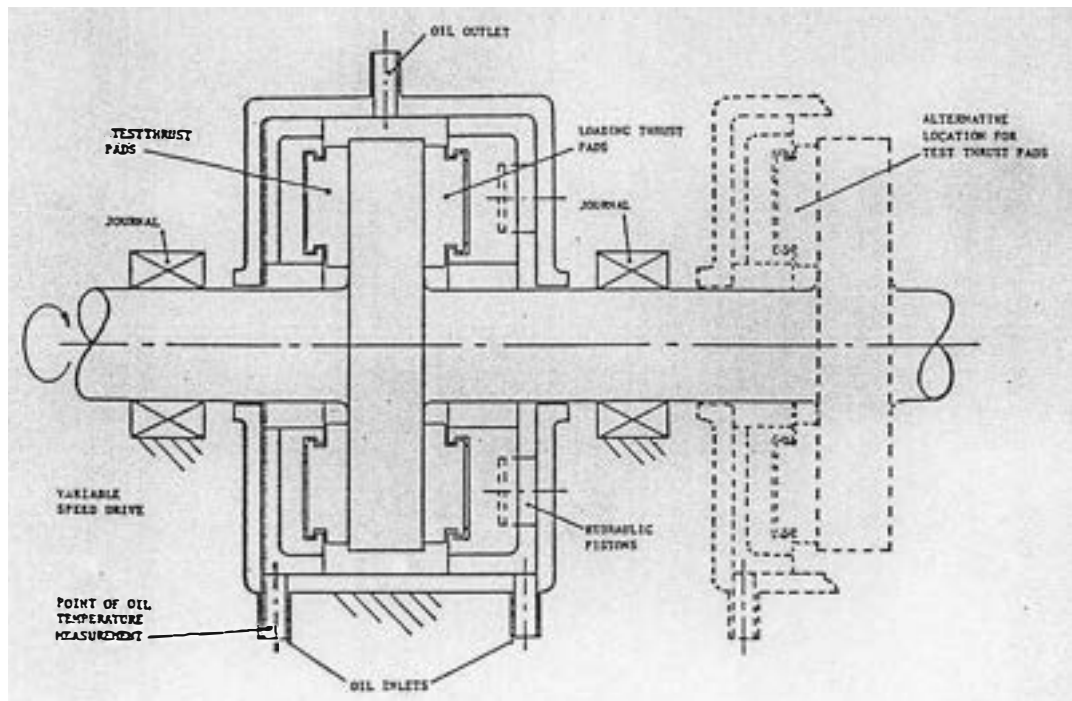 OIL OUTLET
TESTTHRUST
PADS
LOADING THRUST
PADS
ALTERNATIVE
LOCATION FOR
TEST THRUST PADS
JOURNAL
JOURNAL
VARIABLE
SPEED DRIVE
HYDRAULIC
PISTONS
POINT OF OIL
TEMPERATURE
MEASUREMENT
OIL INLETS